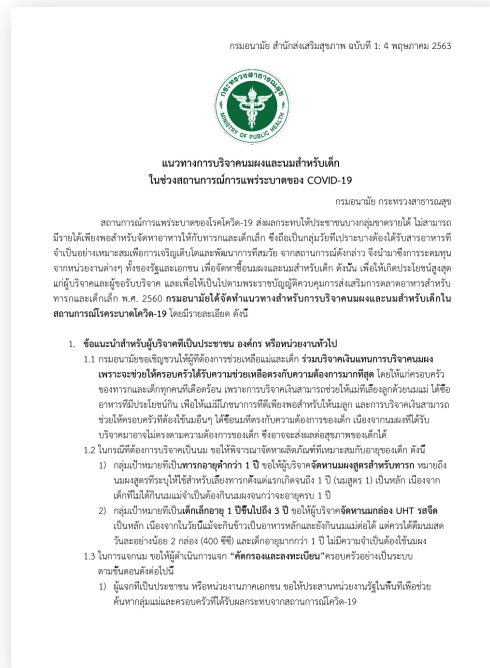 กรมอนามัย สำนักส่งเสริมสุขภาพ ฉบับที่ 1: 4 พฤษภาคม 2563
กระทรวงสาธารณสุข
MINISTRY OF PUBLIC HEALTH
แนวทางการบริจาคนมผงและนมสำหรับเด็ก
ในช่วงสถานการณ์การแพร่ระบาดของ COVID-19
กรมอนามัย กระทรวงสาธารณสุข
สถานการณ์การแพร่ระบาดของโรคโควิด-19 ส่งผลกระทบให้ประชาชนบางกลุ่มขาดรายได้ ไม่สามารถ
มีรายได้เพียงพอสำหรับจัดหาอาหารให้กับทารกและเด็กเล็ก ซึ่งถือเป็นกลุ่มวัยที่เปราะบางต้องได้รับสารอาหารที่
จำเป็นอย่างเหมาะสมเพื่อการเจริญเติบโตและพัฒนาการที่สมวัย จากสถานการณ์ดังกล่าว จึงนำมาซึ่งการระดมทุน
จากหน่วยงานต่างๆ ทั้งของรัฐและเอกชน เพื่อจัดหาซื้อนมผงและนมสำหรับเด็ก ดังนั้น เพื่อให้เกิดประโยชน์สูงสุด
แก่ผู้บริจาคและผู้ขอรับบริจาค และเพื่อให้เป็นไปตามพระราชบัญญัติควบคุมการส่งเสริมการตลาดอาหารสำหรับ
ทารกและเด็กเล็ก พ.ศ. 2560 กรมอนามัยได้จัดทำแนวทางสำหรับการบริจาคนมผงและนมสำหรับเด็กใน
สถานการณ์โรคระบาดโควิด-19 โดยมีรายละเอียด ดังนี้
1. ข้อแนะนำสำหรับผู้บริจาคที่เป็นประชาชน องค์กร หรือหน่วยงานทั่วไป
1.1 กรมอนามัยขอเชิญชวนให้ผู้ที่ต้องการช่วยเหลือแม่และเด็ก ร่วมบริจาคเงินแทนการบริจาคนมผง
เพราะจะช่วยให้ครอบครัวได้รับความช่วยเหลือตรงกับความต้องการมากที่สุด โดยให้แก่ครอบครัว
ของทารกและเด็กทุกคนที่เดือดร้อน เพราะการบริจาคเงินสามารถช่วยให้แม่ที่เลี้ยงลูกด้วยนมแม่ ได้ซื้อ
อาหารที่มีประโยชน์กิน เพื่อให้แม่มีโภชนาการที่ดีเพียงพอสำหรับให้นมลูก และการบริจาคเงินสามารถ
ช่วยให้ครอบครัวที่ต้องใช้นมอื่นๆ ได้ซื้อนมที่ตรงกับความต้องการของเด็ก เนื่องจากนมผงที่ได้รับ
บริจาคมาอาจไม่ตรงตามความต้องการของเด็ก ซึ่งอาจจะส่งผลต่อสุขภาพของเด็กได้
1.2 ในกรณีที่ต้องการบริจาคเป็นนม ขอให้พิจารณาจัดหาผลิตภัณฑ์ที่เหมาะสมกับอายุของเด็ก ดังนี้
1) กลุ่มเป้าหมายที่เป็นทารกอายุต่ำกว่า 1 ปี ขอให้ผู้บริจาคจัดหานมผงสูตรสำหรับทารก หมายถึง
นมผงสูตรที่ระบุให้ใช้สำหรับเลี้ยงทารกตั้งแต่แรกเกิดจนถึง 1 ปี (นมสูตร 1) เป็นหลัก เนื่องจาก
เด็กที่ไม่ได้กินนมแม่จำเป็นต้องกินนมผงจนกว่าจะอายุครบ 1 ปี
2) กลุ่มเป้าหมายที่เป็นเด็กเล็กอายุ 1 ปีขึ้นไปถึง 3 ปี ขอให้ผู้บริจาคจัดหานมกล่อง UHT รสจืด
เป็นหลัก เนื่องจากในวัยนี้แม้จะกินข้าวเป็นอาหารหลักและยังกินนมแม่ต่อได้ แต่ควรได้ดื่มนมสด
วันละอย่างน้อย 2 กล่อง (400 ซีซี) และเด็กอายุมากกว่า 1 ปี ไม่มีความจำเป็นต้องใช้นมผง
1.3 ในการแจกนม ขอให้ผู้ดำเนินการแจก “คัดกรองและลงทะเบียน”ครอบครัวอย่างเป็นระบบ
ตามขั้นตอนดังต่อไปนี้
1) ผู้แจกที่เป็นประชาชน หรือหน่วยงานภาคเอกชน ขอให้ประสานหน่วยงานรัฐในพื้นที่เพื่อช่วย
ค้นหากลุ่มแม่และครอบครัวที่ได้รับผลกระทบจากสถานการณ์โควิด-19